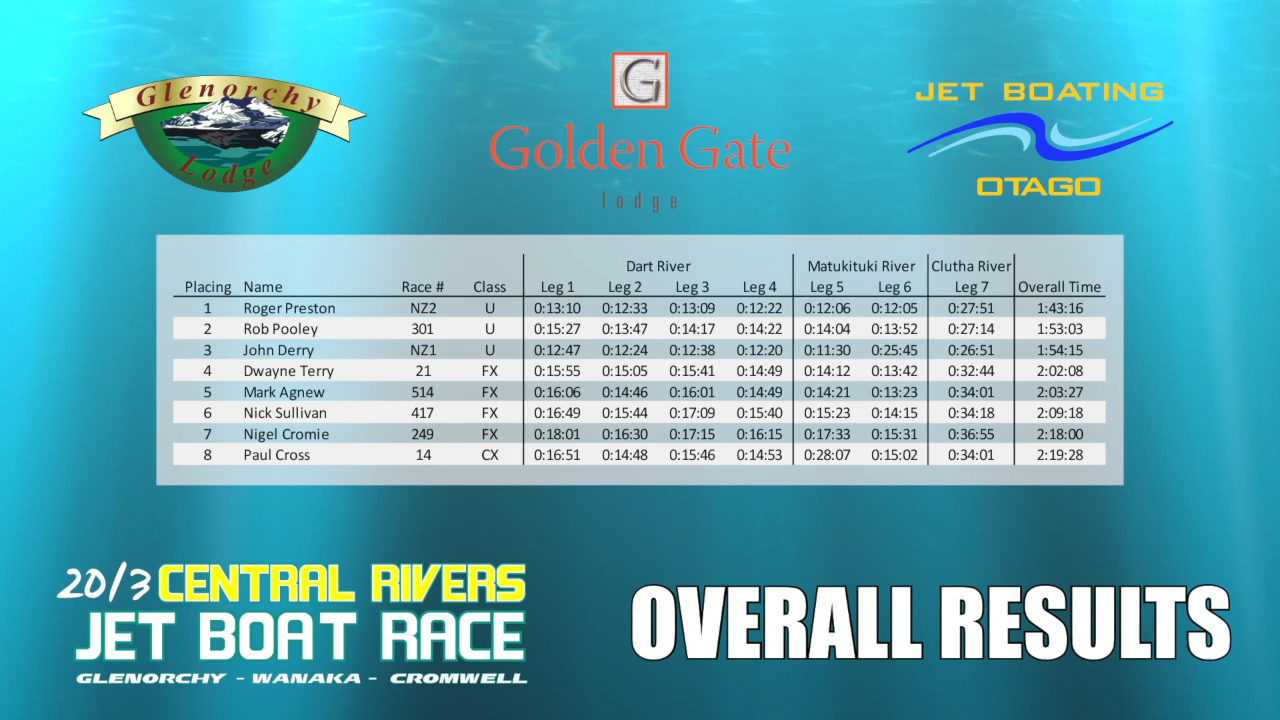 Glenorchy
Lodge
G
Golden Gate
lodge
JET BOATING
OTAGO
Dart River Matukituki River Clutha River
Placing Name Race # Class Leg 1 Leg 2 Leg 3 Leg 4 Leg 5 Leg 6 Leg 7 Overall Time
1 Roger Preston NZ2 U 0:13:10 0:12:33 0:13:09 0:12:22 0:12:06 0:12:05 0:27:51 1:43:16
2 Rob Pooley 301 U 0:15:27 0:13:47 0:14:17 0:14:22 0:14:04 0:13:52 0:27:14 1:53:03
3 John Derry NZ1 U 0:12:47 0:12:24 0:12:38 0:12:20 0:11:30 0:25:45 0:26:51 1:54:15
4 Dwayne Terry 21 FX 0:15:55 0:15:05 0:15:41 0:14:49 0:14:12 0:13:42 0:32:44 2:02:08
5 Mark Agnew 514 FX 0:16:06 0:14:46 0:16:01 0:14:49 0:14:21 0:13:23 0:34:01 2:03:27
6 Nick Sullivan 417 FX 0:16:49 0:15:44 0:17:09 0:15:40 0:15:23 0:14:15 0:34:18 2:09:18
7 Nigel Cromie 249 FX 0:18:01 0:16:30 0:17:15 0:16:15 0:17:33 0:15:31 0:36:55 2:18:00
8 Paul Cross 14 CX 0:16:51 0:14:48 0:15:46 0:14:53 0:28:07 0:15:02 0:34:01 2:19:28
20/3 CENTRAL RIVERS
JET BOAT RACE
GLENORCHY - WANAKA - CROMWELL
OVERALL RESULTS